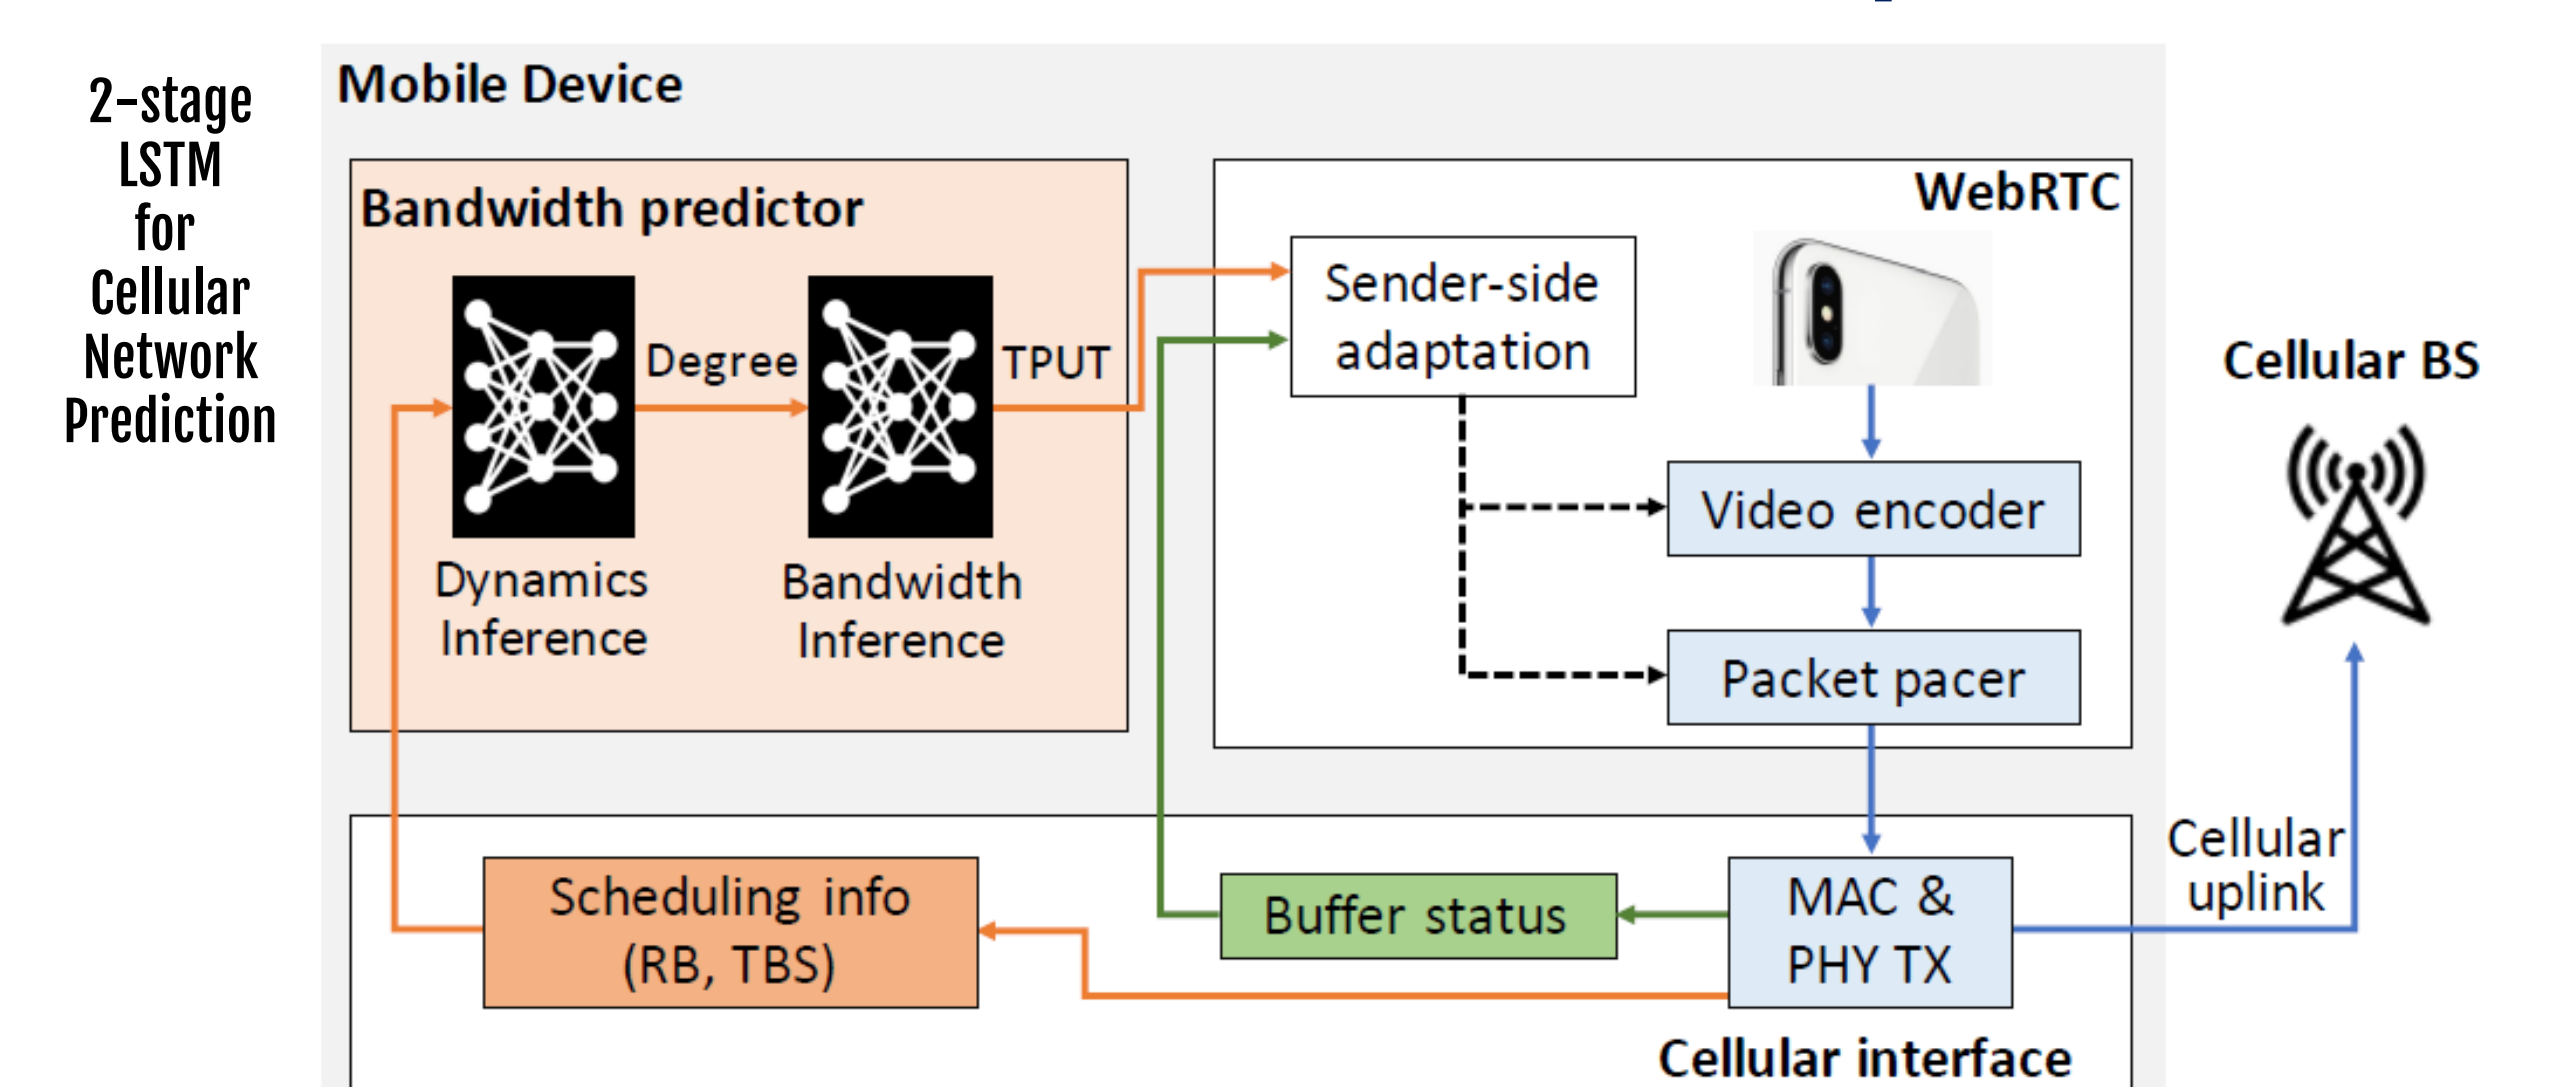 2-stage
LSTM
for
Cellular
Network
Prediction
Mobile Device
Bandwidth predictor
Degree
TPUT
Dynamics
Inference
Bandwidth
Inference
WebRTC
Sender-side
adaptation
Video encoder
Packet pacer
Cellular BS
Cellular
uplink
Scheduling info
(RB, TBS)
Buffer status
MAC &
PHY TX
Cellular interface